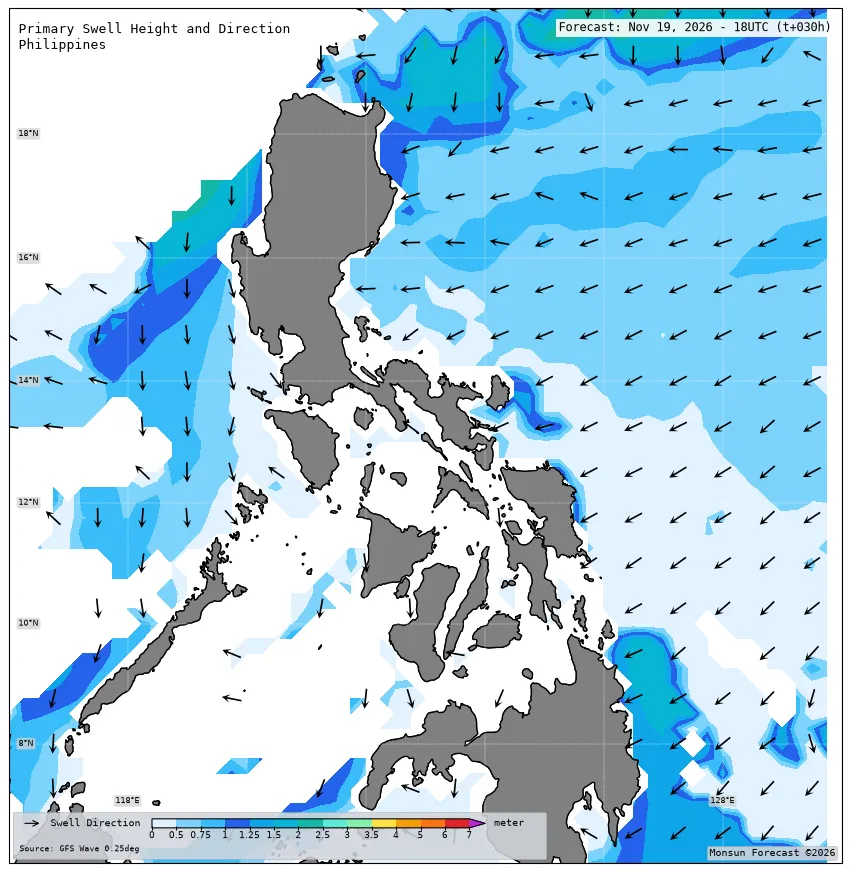 Primary Swell Height and Direction
Philippines
Forecast: Nov 19, 2026 - 18UTC (t+030h)
18°N
16°N
14°N
12°N
10°N
8°N
118°E
128°E
Swell Direction
meter
0 0.5 0.75 1 1.25 1.5 2 2.5 3 3.5 4 5 6 7
Source: GFS Wave 0.25deg
Monsun Forecast ©2026